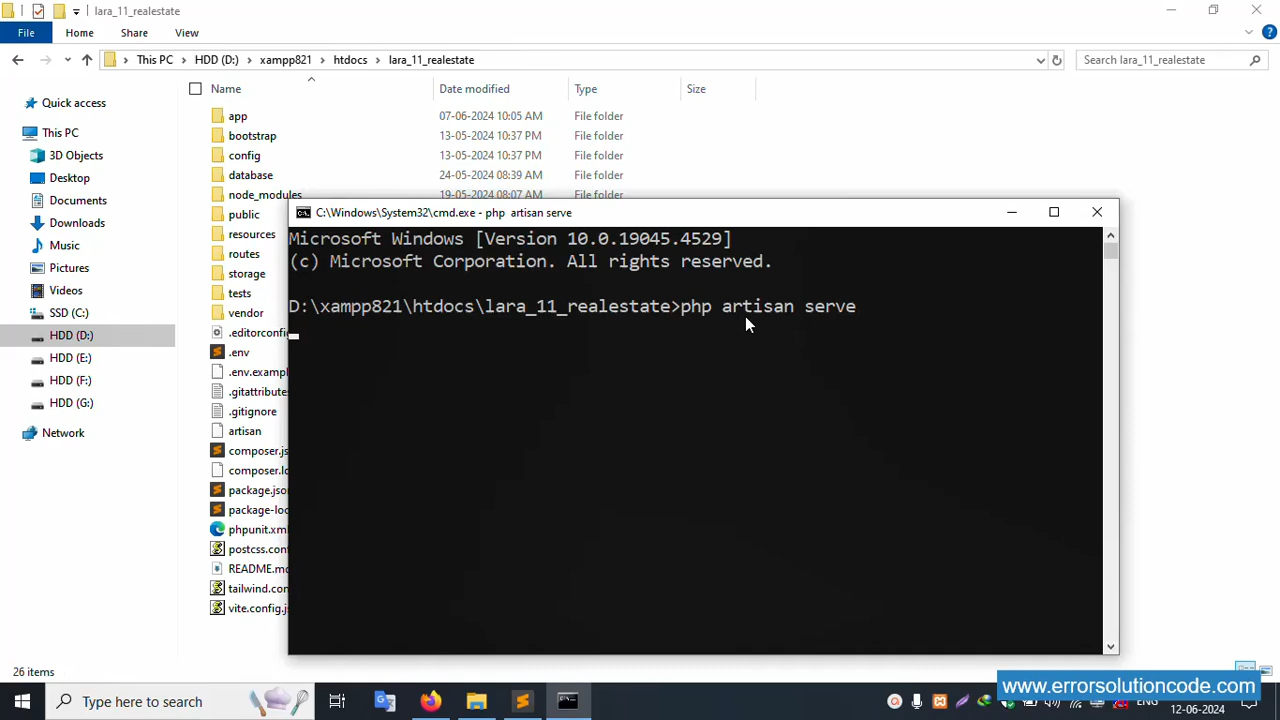 lara_11_realestate
File Home Share View
This PC HDD (D:) xampp821 htdocs lara_11_realestate Search lara_11_realestate
Name Date modified Type Size
Quick access
This PC
3D Objects
Desktop
Documents
Downloads
Music
Pictures
Videos
SSD (C:)
HDD (D:)
HDD (E:)
HDD (F:)
HDD (G:)
Network
app 07-06-2024 10:05 AM File folder
bootstrap 13-05-2024 10:37 PM File folder
config 13-05-2024 10:37 PM File folder
database 24-05-2024 08:39 AM File folder
node_modules 19-05-2024 08:07 AM File folder
public
resources
routes
storage
tests
vendor
.editorconfig
.env
.env.exampl
.gitattribute
.gitignore
artisan
composer.js
composer.lo
package.json
package-loc
phpunit.xml
postcss.conf
README.md
tailwind.con
vite.config.js
C:\Windows\System32\cmd.exe - php artisan serve
Microsoft Windows [Version 10.0.19045.4529]
(c) Microsoft Corporation. All rights reserved.
D:\xampp821\htdocs\lara_11_realestate>php artisan serve
26 items
www.errorsolutioncode.com
Type here to search
ENG
12-06-2024